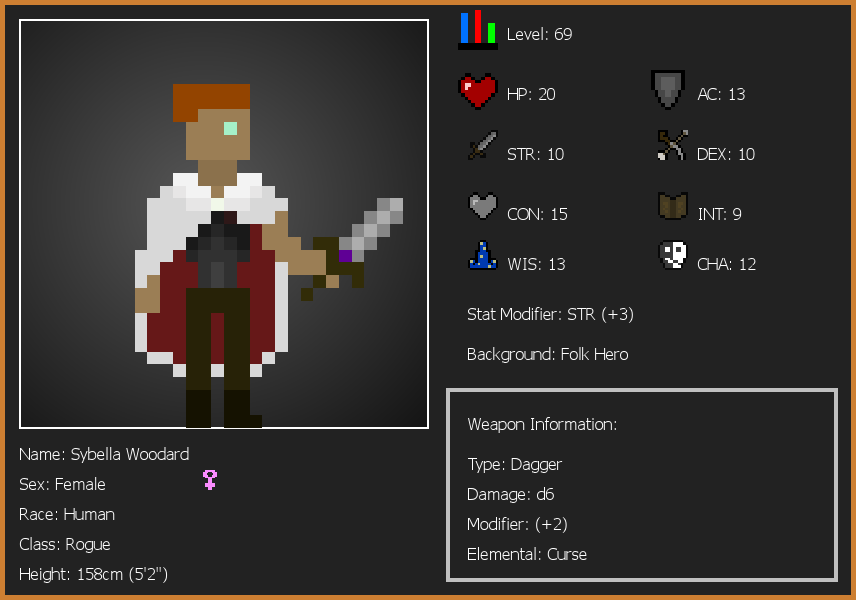 Level: 69
HP: 20
AC: 13
STR: 10
DEX: 10
CON: 15
INT: 9
WIS: 13
CHA: 12
Stat Modifier: STR (+3)
Background: Folk Hero
Weapon Information:
Type: Dagger
Damage: d6
Modifier: (+2)
Elemental: Curse
Name: Sybella Woodard
Sex: Female
Race: Human
Class: Rogue
Height: 158cm (5'2")